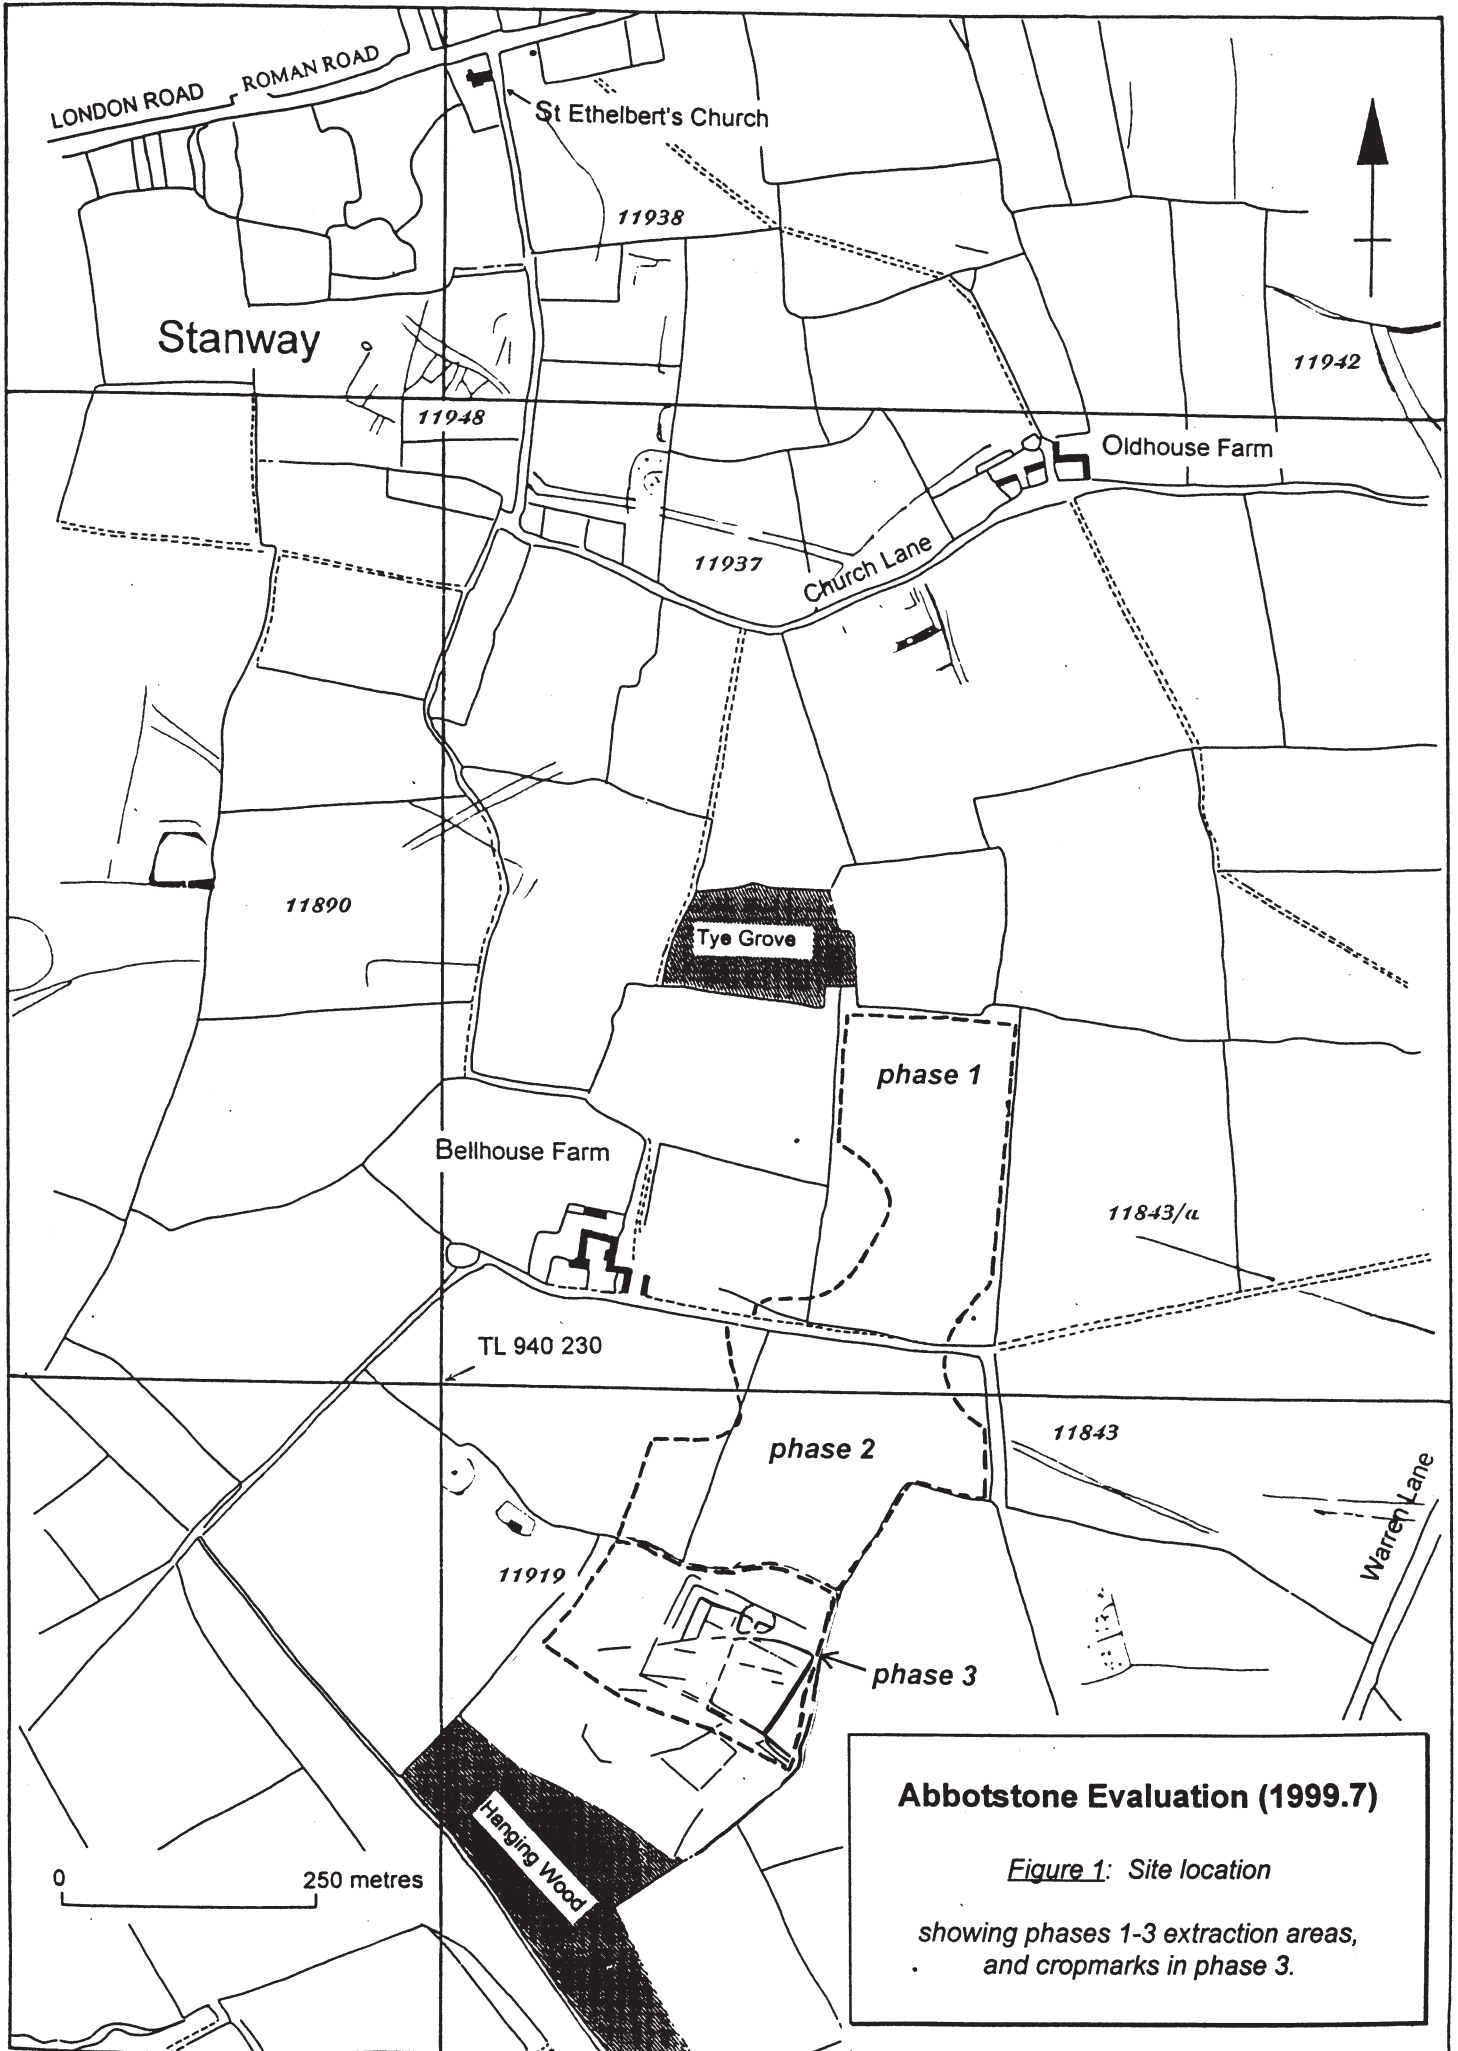 LONDON ROAD
ROMAN ROAD
St Ethelbert's Church
11938
Stanway
11942
11948
Oldhouse Farm
11937
Church Lane
11890
Tye Grove
phase 1
Bellhouse Farm
11843/a
TL 940 230
11843
phase 2
Warren Lane
11919
phase 3
Hanging Wood
0
250 metres
Abbotstone Evaluation (1999.7)
Figure 1: Site location
showing phases 1-3 extraction areas,
and cropmarks in phase 3.